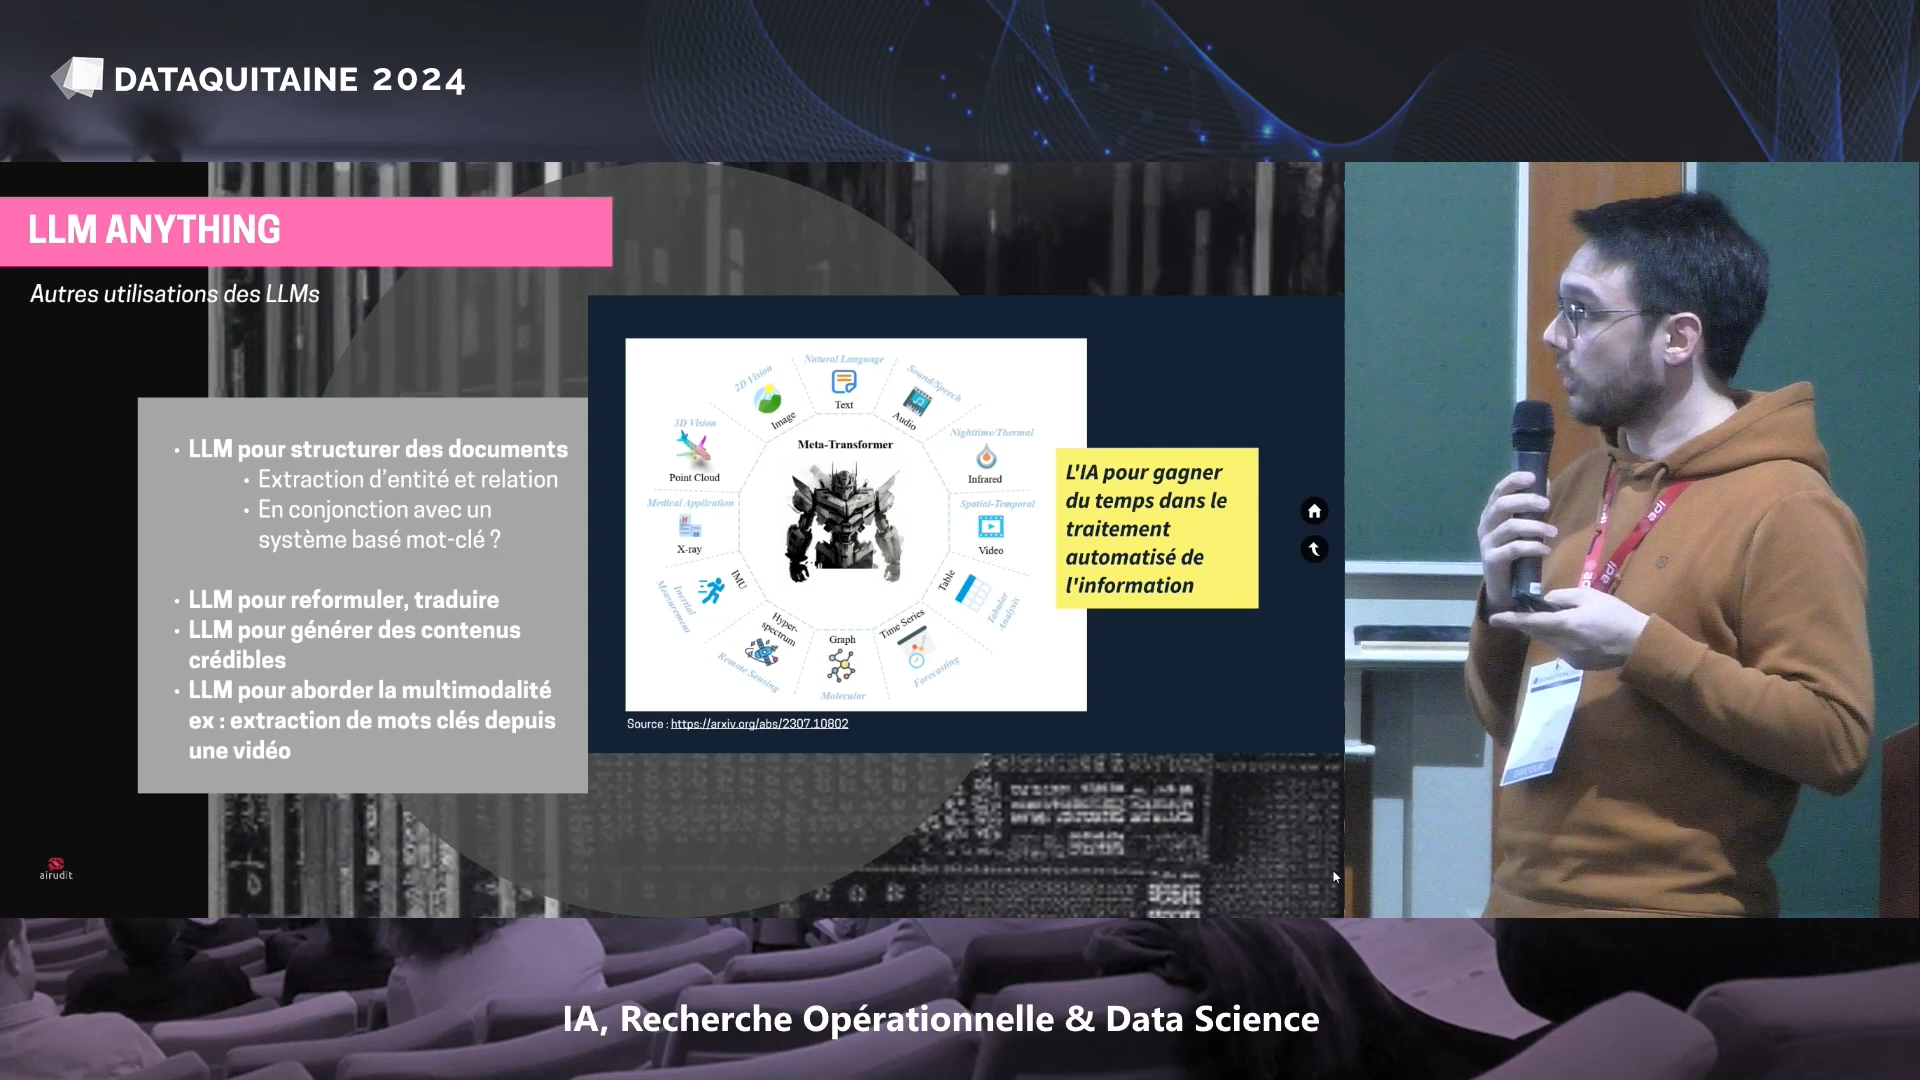 DATAQUITAINE 2024
LLM ANYTHING
Autres utilisations des LLMs
• LLM pour structurer des documents
• Extraction d'entité et relation
• En conjonction avec un
système basé mot-clé ?
• LLM pour reformuler, traduire
• LLM pour générer des contenus
crédibles
• LLM pour aborder la multimodalité
ex : extraction de mots clés depuis
une vidéo
Natural Language
Text
2D Vision
Image
Sound/Speech
Audio
3D Vision
Point Cloud
Meta-Transformer
Nighttime/Thermal
Infrared
Medical Application
X-ray
Spatial-Temporal
Video
Inertial
Measurement
IMU
Table
Tabular
Analysis
Hyper-
spectrum
Remote Sensing
Graph
Molecular
Time Series
Forecasting
Source : https://arxiv.org/abs/2307.10802
L'IA pour gagner
du temps dans le
traitement
automatisé de
l'information
airudit
adi
adi
IA, Recherche Opérationnelle & Data Science